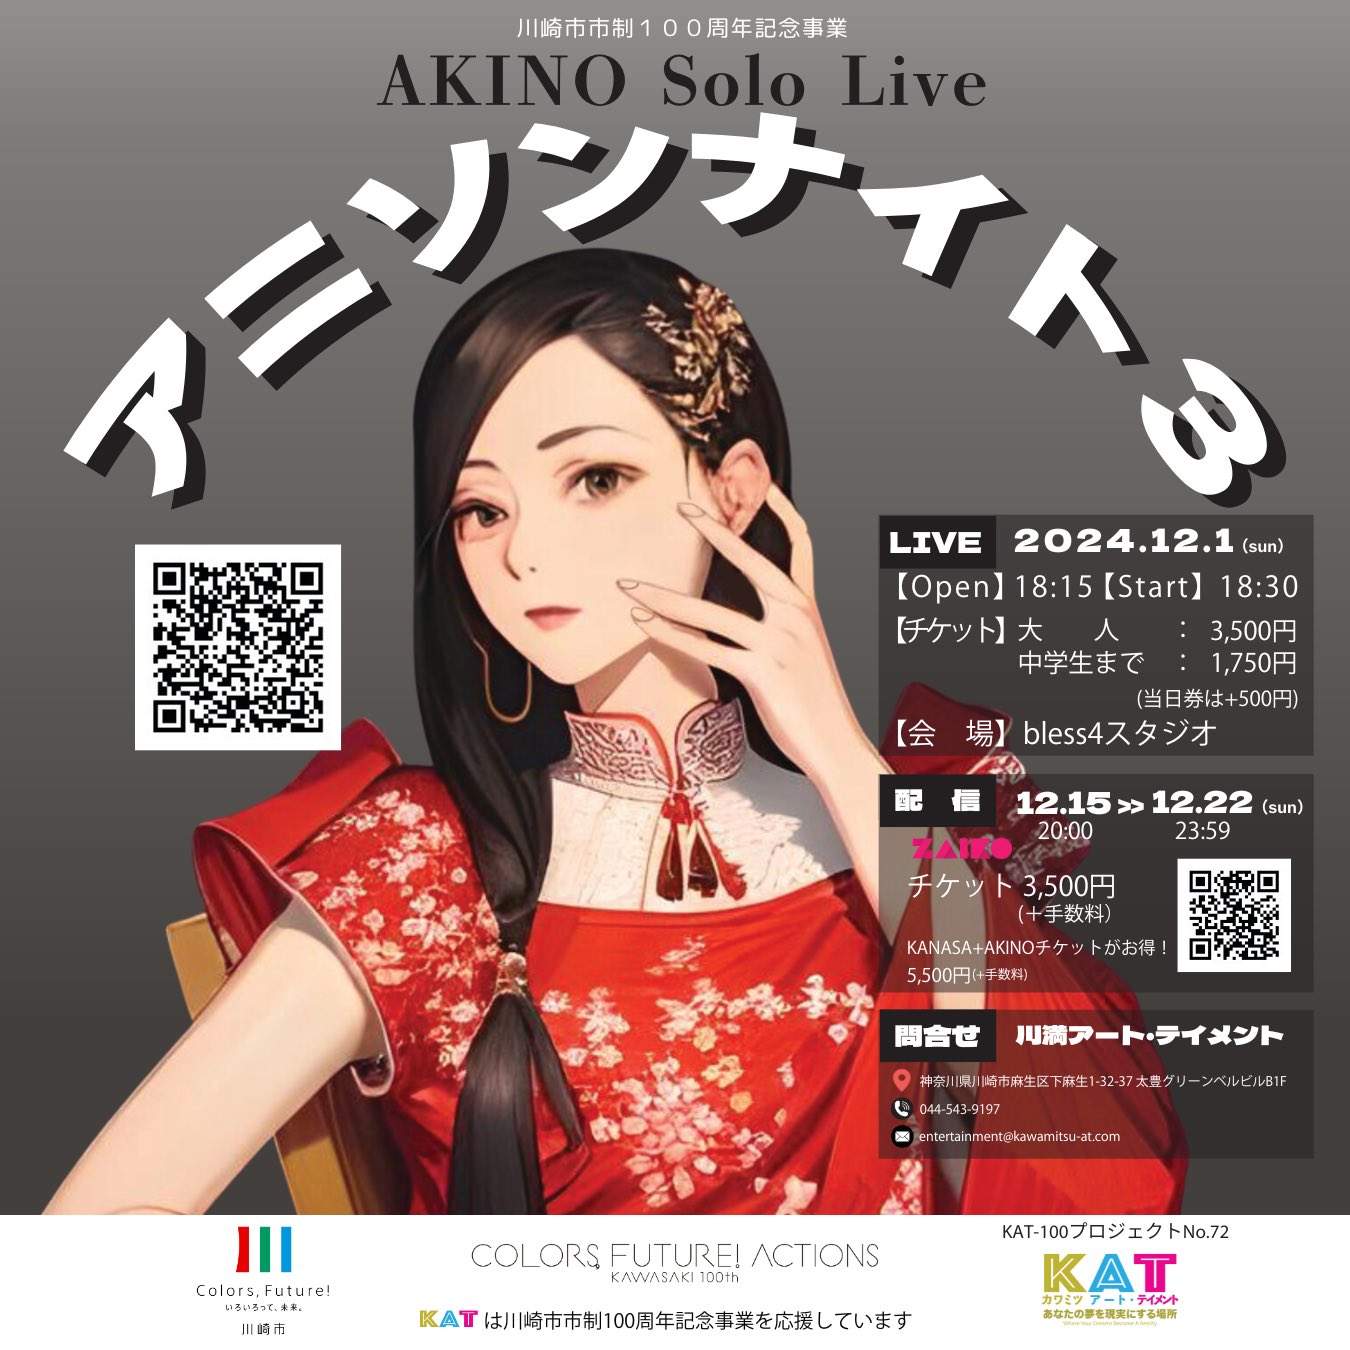 川崎市市制１００周年記念事業
AKINO Solo Live
アニソンナイト3
LIVE 2024.12.1 (sun)
【Open】18:15【Start】18:30
【チケット】大　人 ： 3,500円
中学生まで ： 1,750円
(当日券は+500円)
【会　場】bless4スタジオ
配　信 12.15 >> 12.22 (sun)
20:00 23:59
ZAIKO
チケット 3,500円
(＋手数料)
KANASA+AKINOチケットがお得！
5,500円(+手数料)
問合せ 川満アート・テイメント
神奈川県川崎市麻生区下麻生1-32-37 太豊グリーンベルビルB1F
044-543-9197
entertainment@kawamitsu-at.com
Colors, Future!
いろいろって、未来。
川崎市
COLORS, FUTURE! ACTIONS
KAWASAKI 100th
KAT は川崎市市制100周年記念事業を応援しています
KAT-100プロジェクトNo.72
KAT
カワミツ アート・テイメント
あなたの夢を現実にする場所
Where Your Dreams Become A Reality